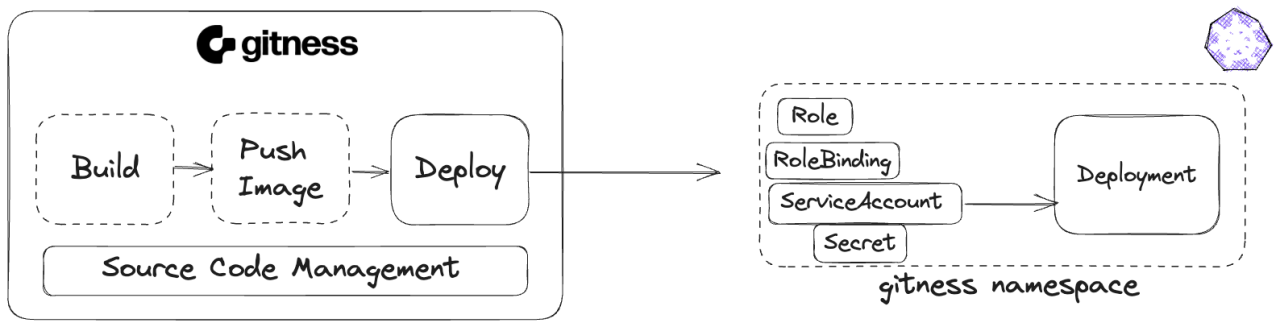 gitness
Build
Push
Image
Deploy
Source Code Management
Role
RoleBinding
ServiceAccount
Secret
Deployment
gitness namespace